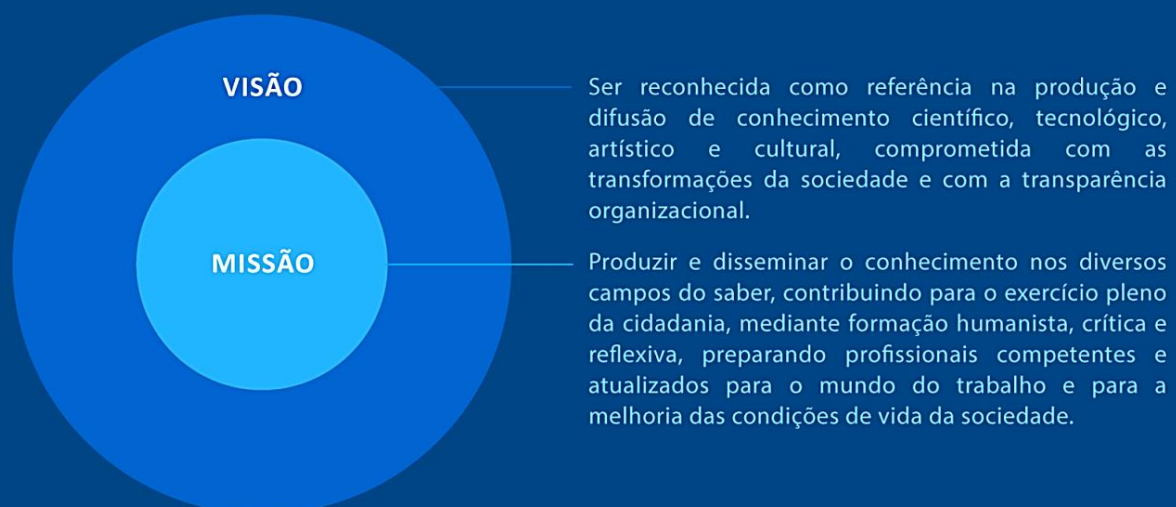 VISÃO
Ser reconhecida como referência na produção e
difusão de conhecimento científico, tecnológico,
artístico e cultural, comprometida com as
transformações da sociedade e com a transparência
organizacional.
MISSÃO
Produzir e disseminar o conhecimento nos diversos
campos do saber, contribuindo para o exercício pleno
da cidadania, mediante formação humanista, crítica e
reflexiva, preparando profissionais competentes e
atualizados para o mundo do trabalho e para a
melhoria das condições de vida da sociedade.